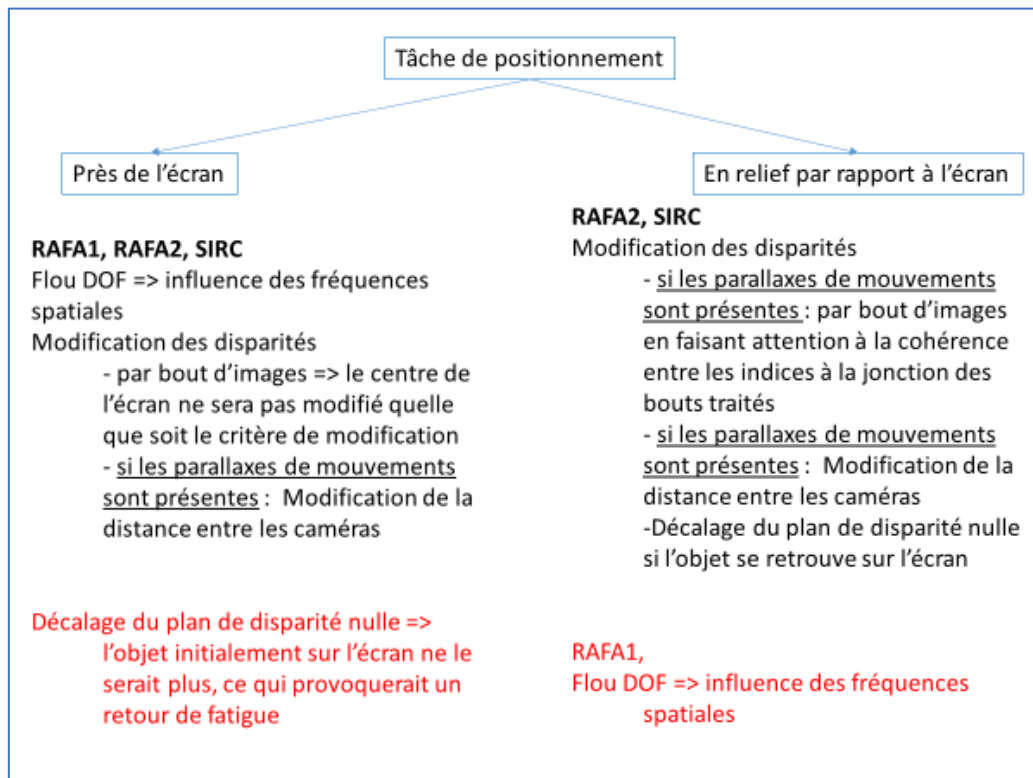 Tâche de positionnement
Près de l'écran
RAFA1, RAFA2, SIRC
Flou DOF => influence des fréquences
spatiales
Modification des disparités
- par bout d'images => le centre de
l'écran ne sera pas modifié quelle
que soit le critère de modification
- si les parallaxes de mouvements
sont présentes : Modification de la
distance entre les caméras
Décalage du plan de disparité nulle =>
l'objet initialement sur l'écran ne le
serait plus, ce qui provoquerait un
retour de fatigue
En relief par rapport à l'écran
RAFA2, SIRC
Modification des disparités
- si les parallaxes de mouvements
sont présentes : par bout d'images
en faisant attention à la cohérence
entre les indices à la jonction des
bouts traités
- si les parallaxes de mouvements
sont présentes : Modification de la
distance entre les caméras
-Décalage du plan de disparité nulle
si l'objet se retrouve sur l'écran
RAFA1,
Flou DOF => influence des fréquences
spatiales